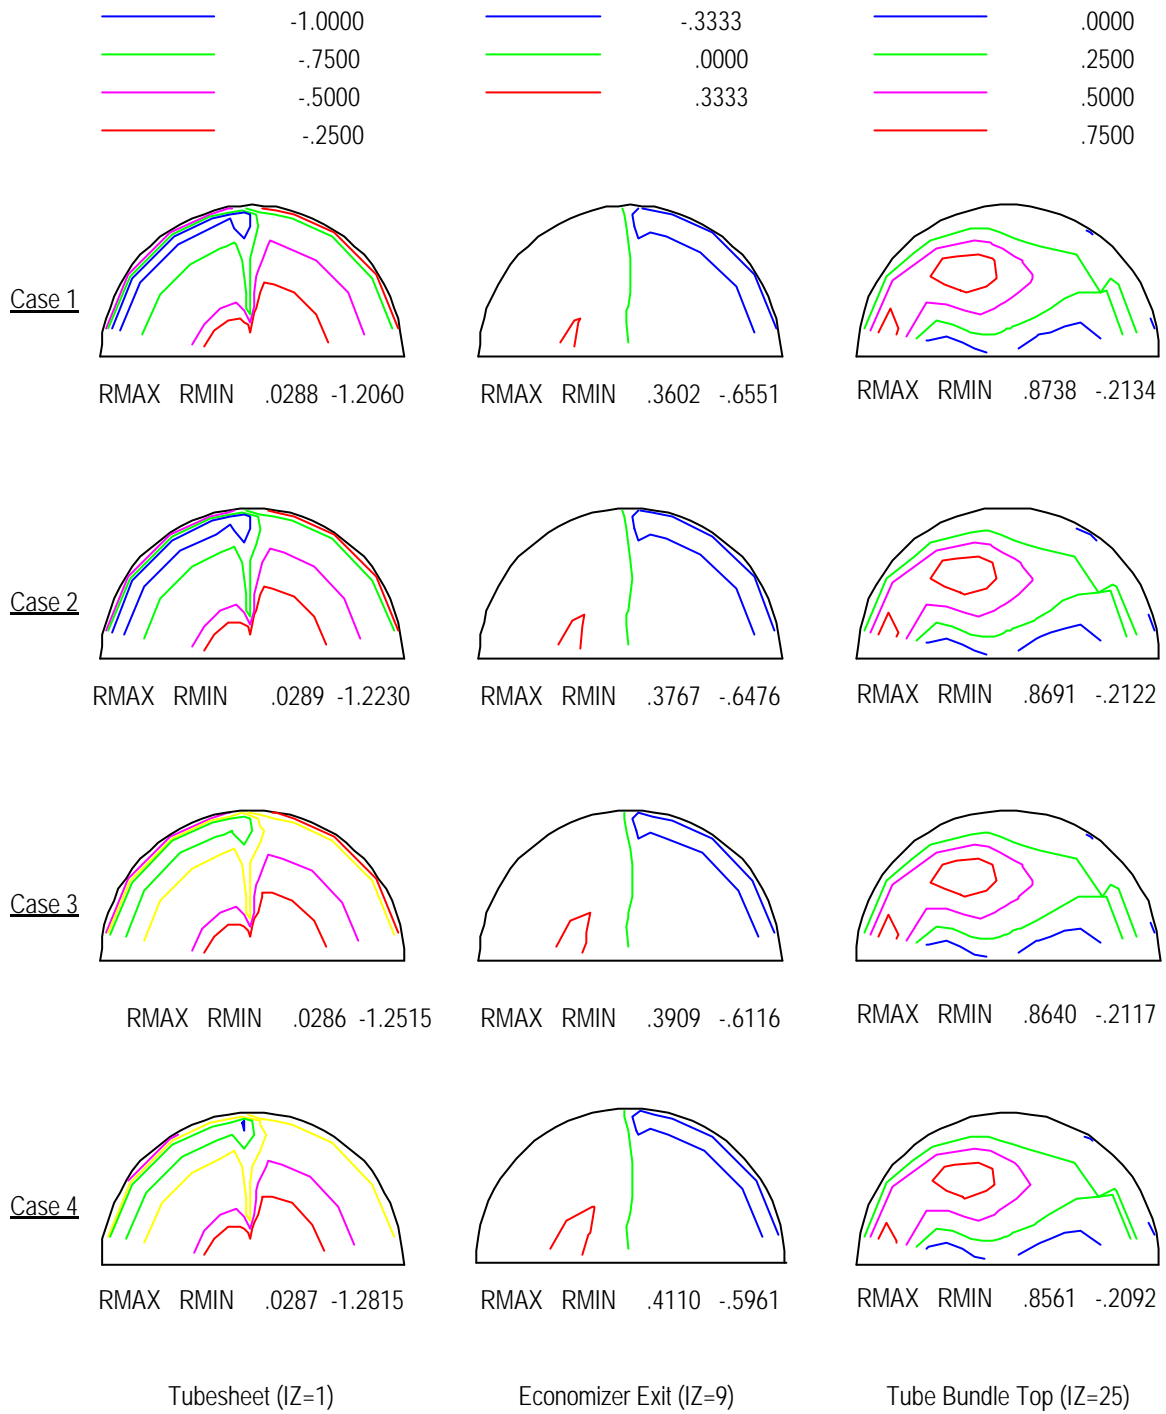 -1.0000 -.3333 .0000
-.7500 .0000 .2500
-.5000 .3333 .5000
-.2500 .7500
Case 1
RMAX RMIN .0288 -1.2060 RMAX RMIN .3602 -.6551 RMAX RMIN .8738 -.2134
Case 2
RMAX RMIN .0289 -1.2230 RMAX RMIN .3767 -.6476 RMAX RMIN .8691 -.2122
Case 3
RMAX RMIN .0286 -1.2515 RMAX RMIN .3909 -.6116 RMAX RMIN .8640 -.2117
Case 4
RMAX RMIN .0287 -1.2815 RMAX RMIN .4110 -.5961 RMAX RMIN .8561 -.2092
Tubesheet (IZ=1) Economizer Exit (IZ=9) Tube Bundle Top (IZ=25)